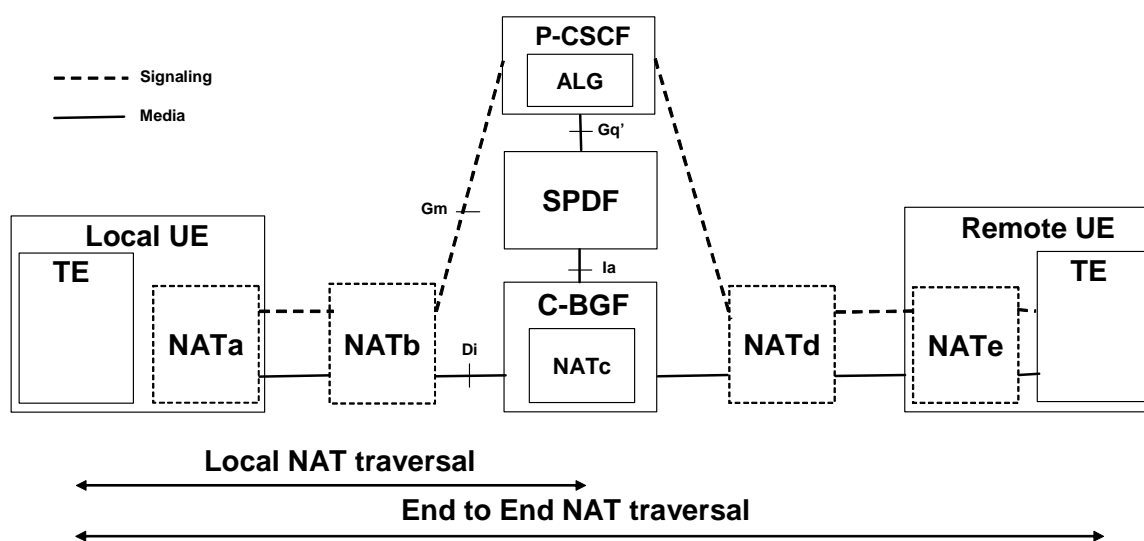 P-CSCF
ALG
Signaling
Media
Gq’
SPDF
Gm
Ia
Local UE
TE
NATa
NATb
Di
C-BGF
NATc
NATd
Remote UE
TE
NATe
Local NAT traversal
End to End NAT traversal